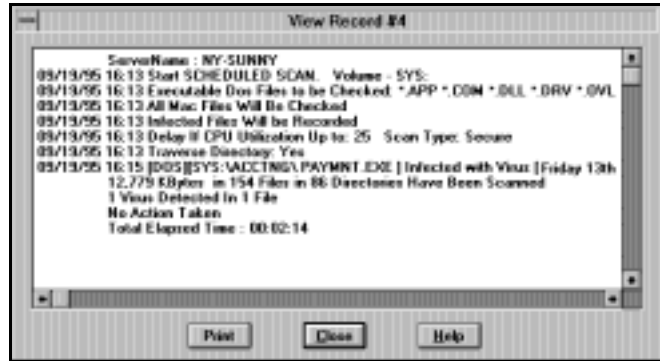 View Record #4
ServerName : NY-SUNNY
09/19/95 16:13 Start SCHEDULED SCAN. Volume - SYS:
09/19/95 16:13 Executable Dos Files to be Checked: *.APP *.COM *.DLL *.DRV *.OVL
09/19/95 16:13 All Mac Files Will Be Checked
09/19/95 16:13 Infected Files Will be Recorded
09/19/95 16:13 Delay If CPU Utilization Up to: 25 Scan Type: Secure
09/19/95 16:13 Traverse Directory: Yes
09/19/95 16:15 [DOS][SYS:\ACCTNG\ PAYMNT.EXE ] Infected with Virus [Friday 13th
12,779 KBytes in 154 Files in 86 Directories Have Been Scanned
1 Virus Detected In 1 File
No Action Taken
Total Elapsed Time : 00:02:14
Print Close Help